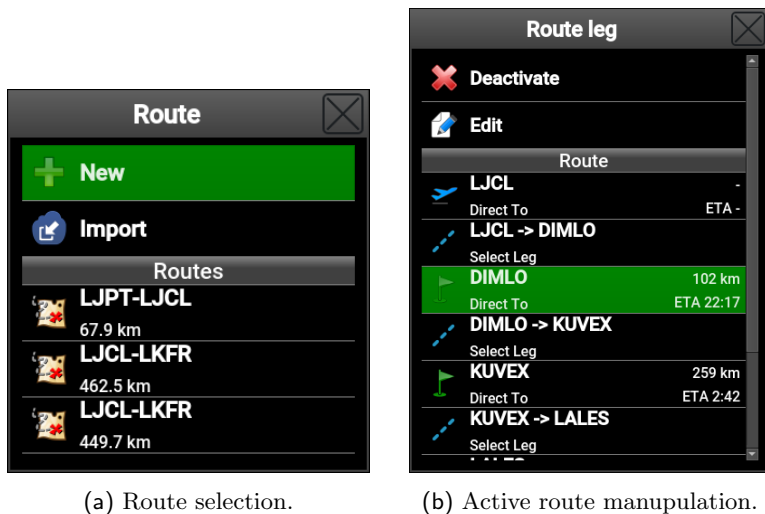 Route
New
Import
Routes
LJPT-LJCL
67.9 km
LJCL-LKFR
462.5 km
LJCL-LKFR
449.7 km
(a) Route selection.
Route leg
Deactivate
Edit
Route
LJCL -
Direct To ETA -
LJCL -> DIMLO
Select Leg
DIMLO 102 km
Direct To ETA 22:17
DIMLO -> KUVEX
Select Leg
KUVEX 259 km
Direct To ETA 2:42
KUVEX -> LALES
Select Leg
(b) Active route manupulation.